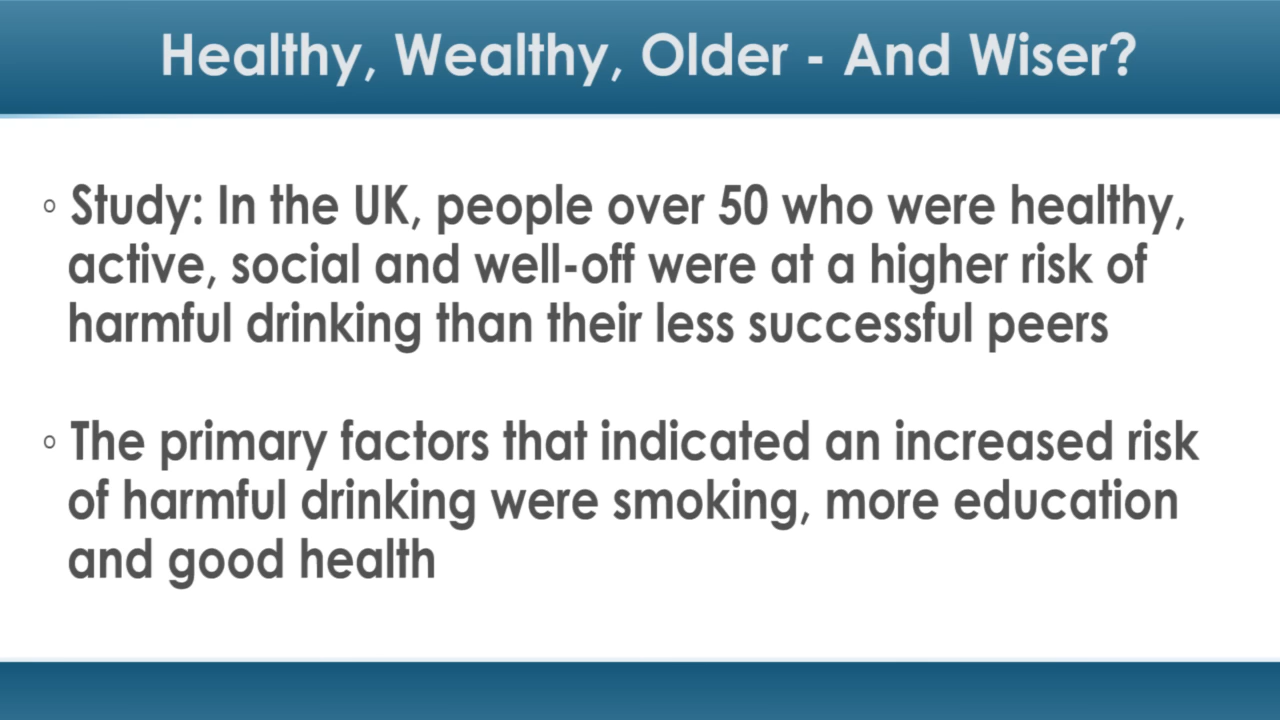 Healthy, Wealthy, Older - And Wiser?
◦ Study: In the UK, people over 50 who were healthy,
active, social and well-off were at a higher risk of
harmful drinking than their less successful peers
◦ The primary factors that indicated an increased risk
of harmful drinking were smoking, more education
and good health